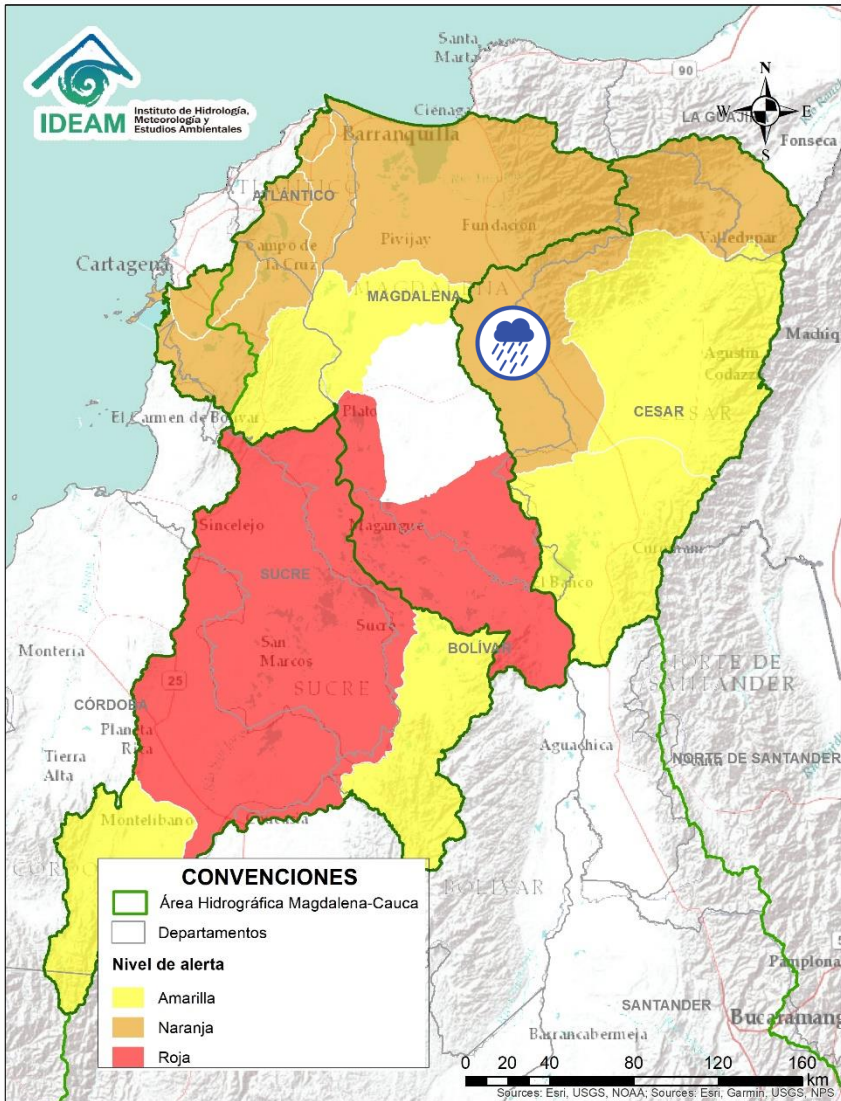 IDEAM
Instituto de Hidrología,
Meteorología y
Estudios Ambientales
Santa
Marta
90
N
W
E
S
LA GUAJIRA
Fonseca
Ciénaga
Barranquilla
ATLÁNTICO
Campo de
la Cruz
Pivijay
Fundación
Valledupar
Cartagena
MAGDALENA
Agustín
Codazzi
CESAR
El Carmen de Bolívar
Plato
Sincelejo
Magangué
SUCRE
El Banco
Sucre
San
Marcos
SUCRE
BOLÍVAR
Montería
25
CÓRDOBA
Planeta
Rica
Tierra
Alta
NORTE DE
SANTANDER
Aguachica
NORTE DE SANTANDER
Montelíbano
Caucasia
BOLÍVAR
SANTANDER
Pamplona
Bucaramang
Barrancabermeja
CONVENCIONES
Área Hidrográfica Magdalena-Cauca
Departamentos
Nivel de alerta
Amarilla
Naranja
Roja
0 20 40 80 120 160
km
Sources: Esri, USGS, NOAA; Sources: Esri, Garmin, USGS, NPS